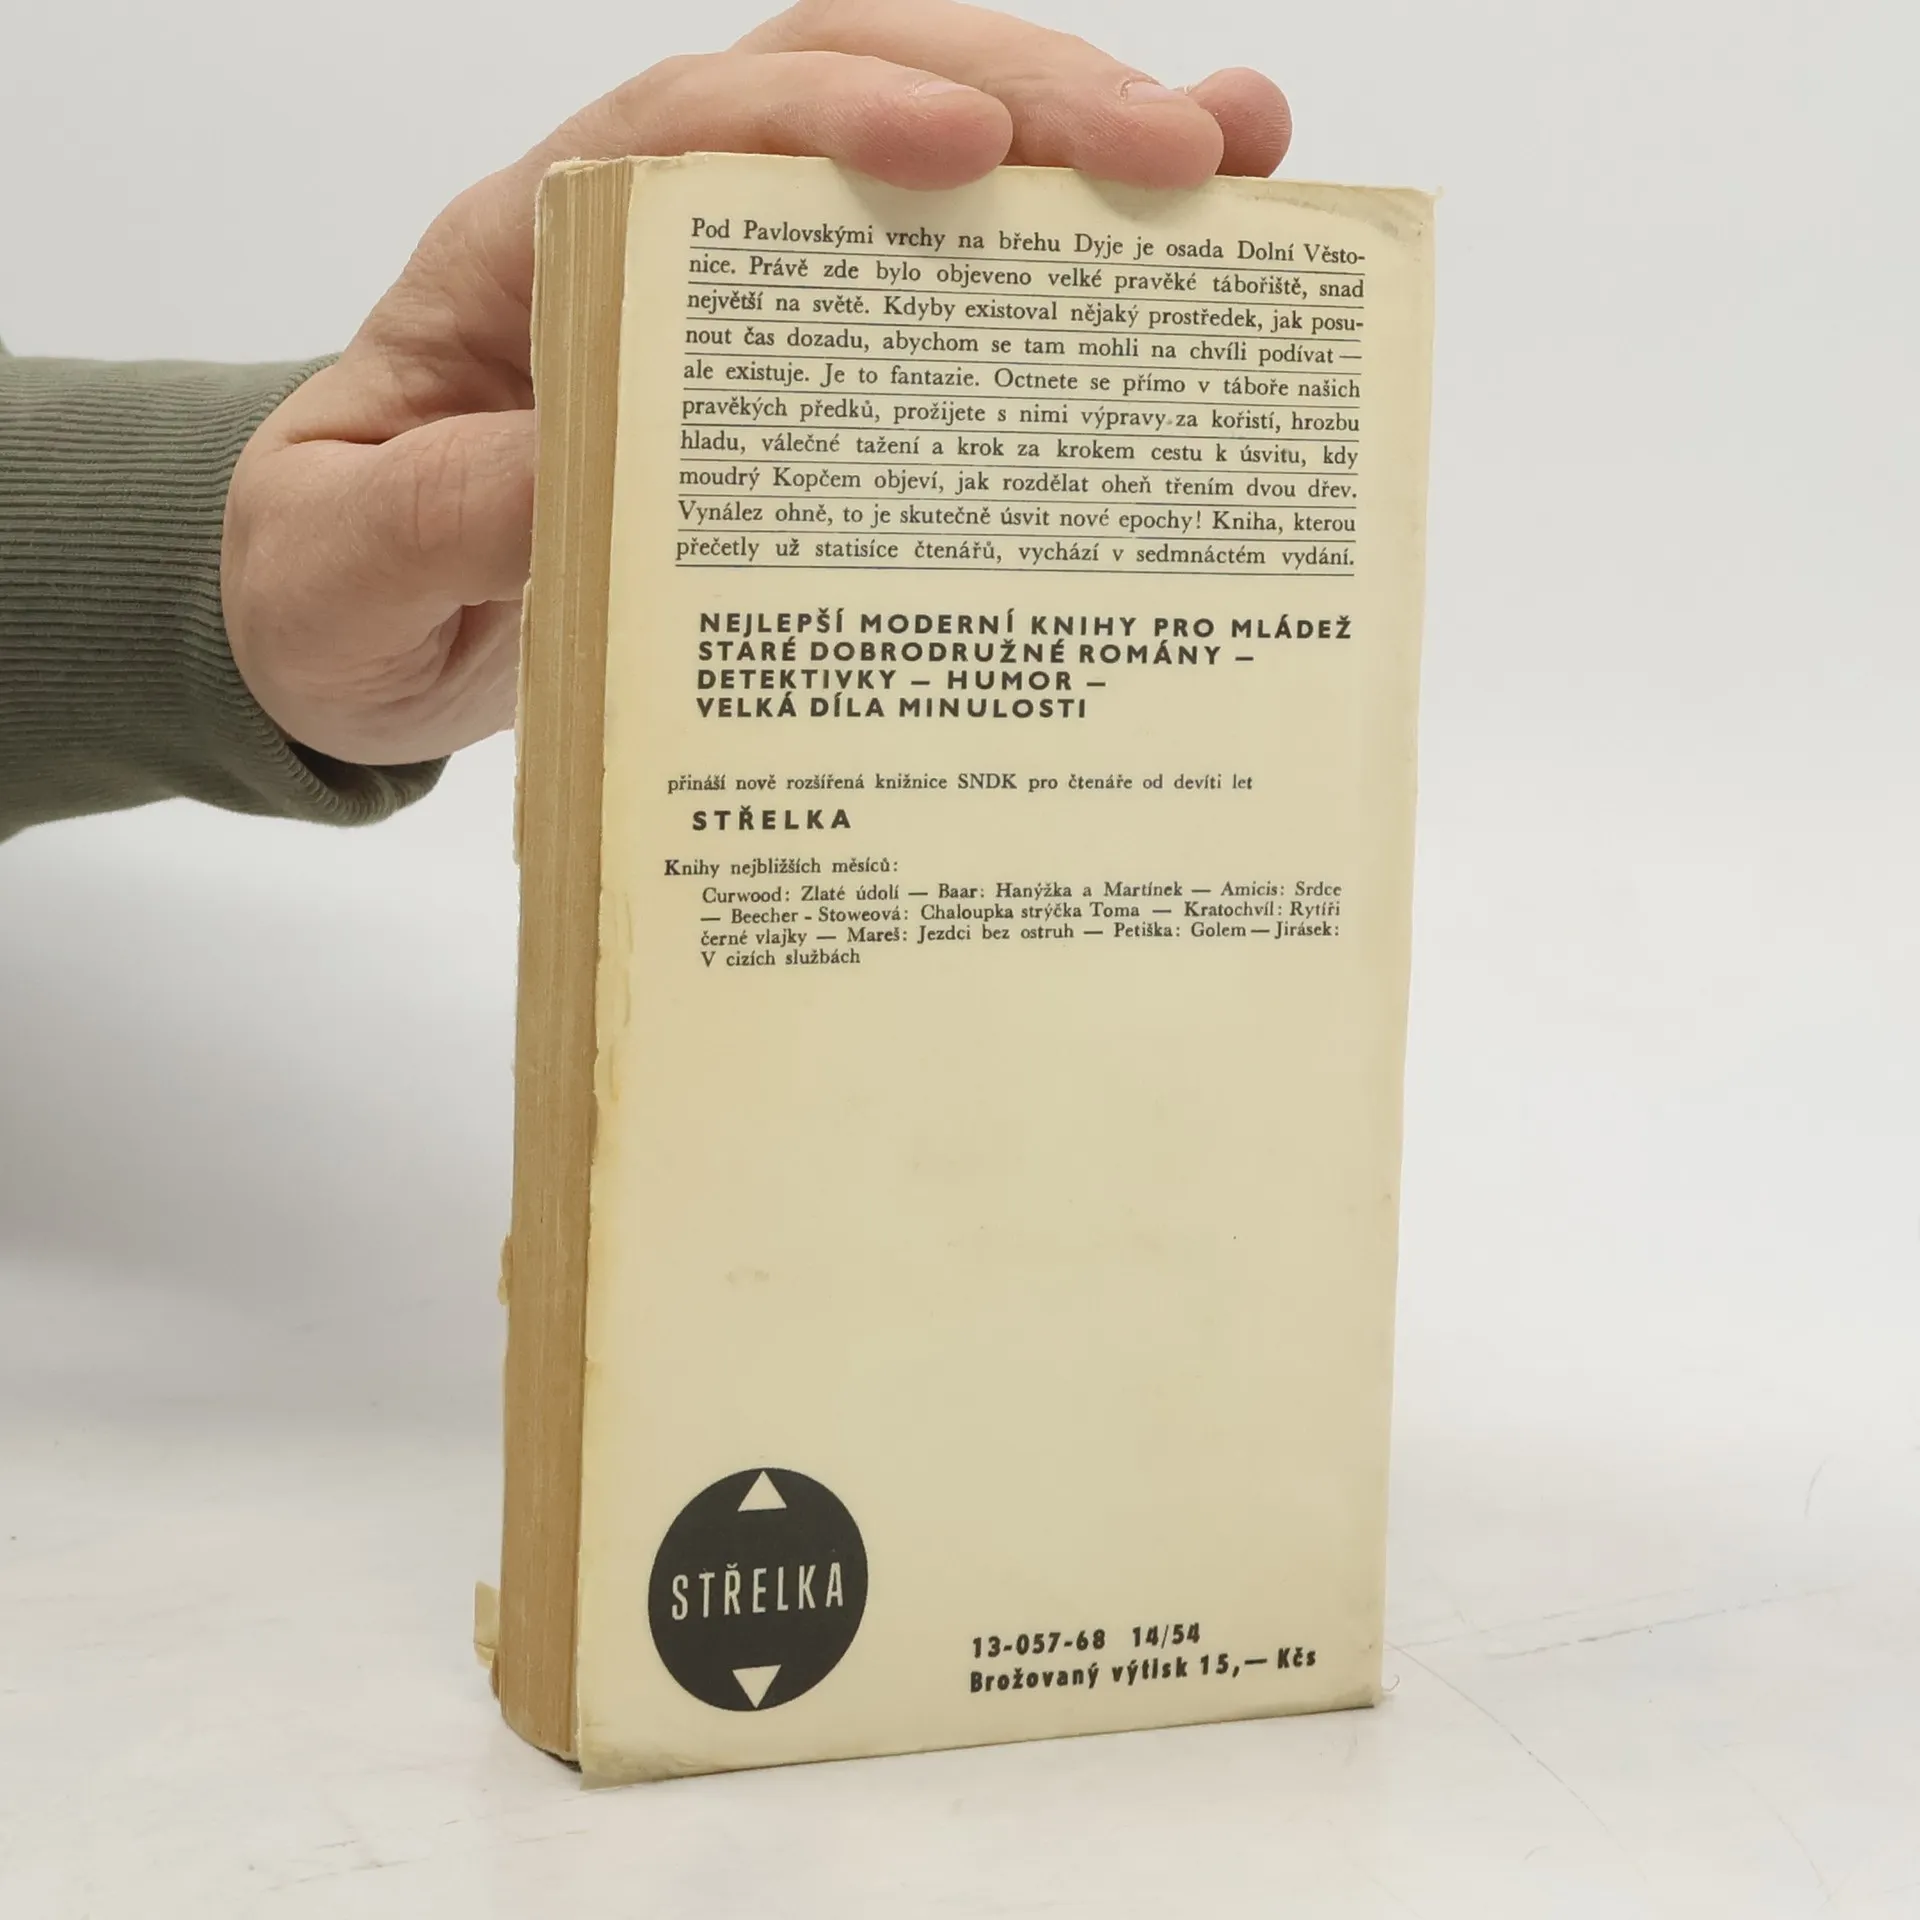 Pod Pavlovskými vrchy na břehu Dyje je osada Dolní Věsto-
nice. Právě zde bylo objeveno velké pravěké tábořiště, snad
největší na světě. Kdyby existoval nějaký prostředek, jak posu-
nout čas dozadu, abychom se tam mohli na chvíli podívat —
ale existuje. Je to fantazie. Octnete se přímo v táboře našich
pravěkých předků, prožijete s nimi výpravy za kořistí, hrozbu
hladu, válečné tažení a krok za krokem cestu k úsvitu, kdy
moudrý Kopčem objeví, jak rozdělat oheň třením dvou dřev.
Vynález ohně, to je skutečně úsvit nové epochy! Kniha, kterou
přečetly už statisíce čtenářů, vychází v sedmnáctém vydání.
NEJLEPŠÍ MODERNÍ KNIHY PRO MLÁDEŽ
STARÉ DOBRODRUŽNÉ ROMÁNY —
DETEKTIVKY — HUMOR —
VELKÁ DÍLA MINULOSTI
přináší nově rozšířená knižnice SNDK pro čtenáře od devíti let
STŘELKA
Knihy nejbližších měsíců:
Curwood: Zlaté údolí — Baar: Hanýžka a Martínek — Amicis: Srdce
— Beecher - Stoweová: Chaloupka strýčka Toma — Kratochvíl: Rytíři
černé vlajky — Mareš: Jezdci bez ostruh — Petiška: Golem — Jirásek:
V cizích službách
STŘELKA
13-057-68 14/54
Brožovaný výtisk 15,— Kčs